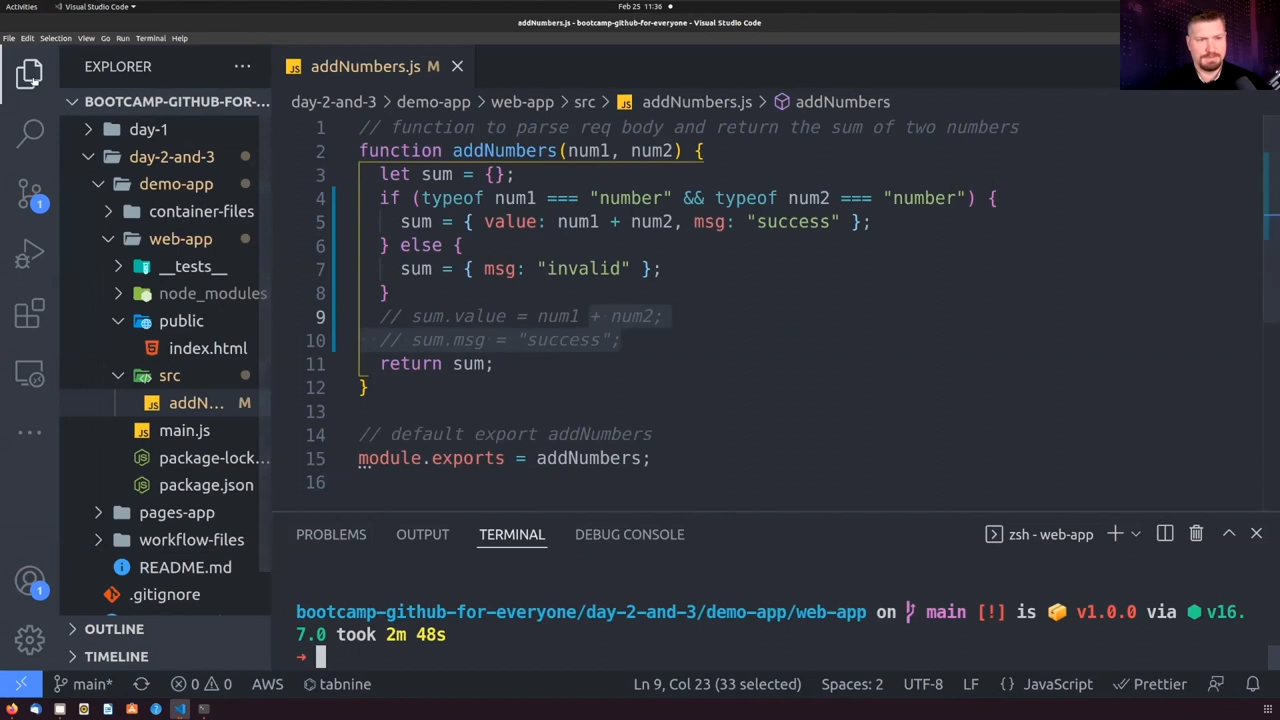 Activities
Visual Studio Code
Feb 25 11:36
addNumbers.js - bootcamp-github-for-everyone - Visual Studio Code
File Edit Selection View Go Run Terminal Help
EXPLORER
BOOTCAMP-GITHUB-FOR-...
day-1
day-2-and-3
demo-app
container-files
web-app
__tests__
node_modules
public
index.html
src
addN... M
main.js
package-lock...
package.json
pages-app
workflow-files
README.md
.gitignore
OUTLINE
TIMELINE
1
1
JS addNumbers.js M
day-2-and-3 > demo-app > web-app > src > JS addNumbers.js > addNumbers
1 // function to parse req body and return the sum of two numbers
2 function addNumbers(num1, num2) {
3 let sum = {};
4 if (typeof num1 === "number" && typeof num2 === "number") {
5 sum = { value: num1 + num2, msg: "success" };
6 } else {
7 sum = { msg: "invalid" };
8 }
9 // sum.value = num1 + num2;
10 // sum.msg = "success";
11 return sum;
12 }
13
14 // default export addNumbers
15 module.exports = addNumbers;
16
PROBLEMS OUTPUT TERMINAL DEBUG CONSOLE
zsh - web-app
bootcamp-github-for-everyone/day-2-and-3/demo-app/web-app on main [!] is v1.0.0 via v16.
7.0 took 2m 48s
→
main* 0 0 AWS tabnine
Ln 9, Col 23 (33 selected) Spaces: 2 UTF-8 LF {} JavaScript Prettier